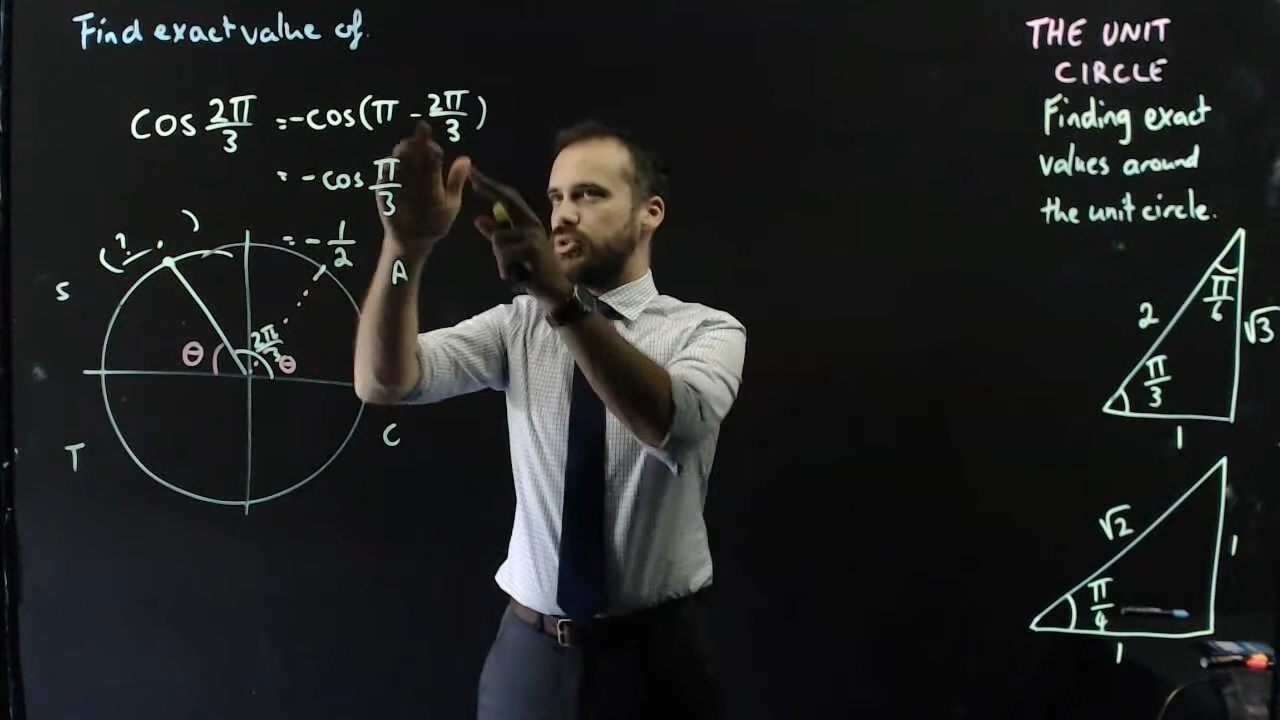 Find exact value of.
cos 2π/3 = -cos(π - 2π/3)
= -cos π/3
= - 1/2
(?, )
S
A
θ
2π/3
θ
T
C
THE UNIT
CIRCLE
Finding exact
values around
the unit circle.
π/6
2
√3
π/3
1
√2
1
π/4
1